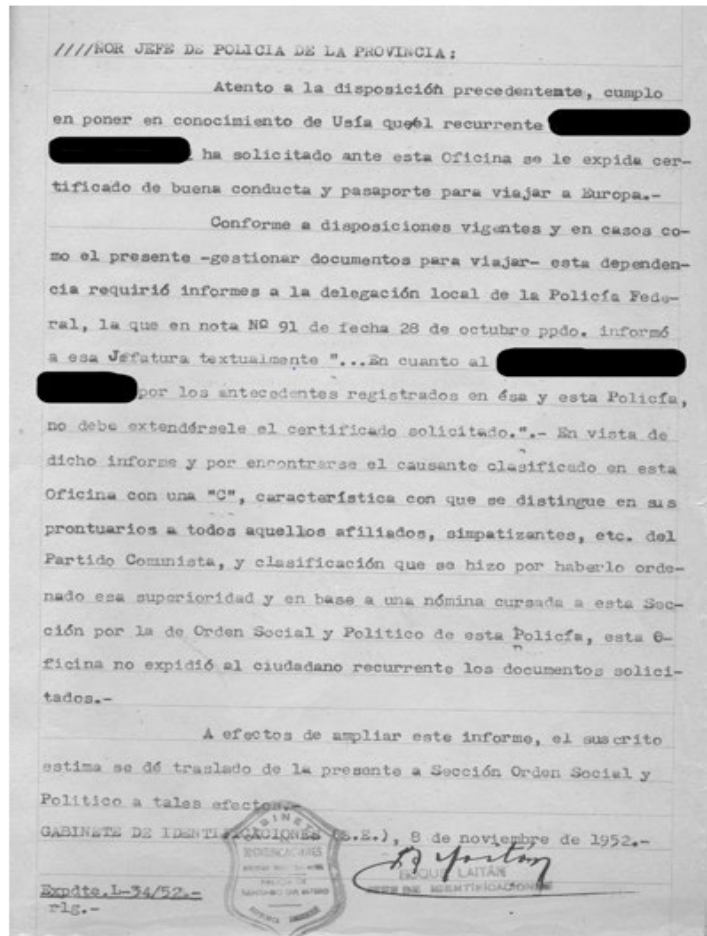 ////ÑOR JEFE DE POLICIA DE LA PROVINCIA:
Atento a la disposición precedentemte, cumplo
en poner en conocimiento de Usía que el recurrente
ha solicitado ante esta Oficina se le expida cer-
tificado de buena conducta y pasaporte para viajar a Europa.-
Conforme a disposiciones vigentes y en casos co-
mo el presente -gestionar documentos para viajar- esta dependen-
cia requirió informes a la delegación local de la Policía Fede-
ral, la que en nota Nº 91 de fecha 28 de octubre ppdo. informó
a esa Jefatura textualmente "...En cuanto al
por los antecedentes registrados en ésa y esta Policía,
no debe extendérsele el certificado solicitado.".- En vista de
dicho informe y por encontrarse el causante clasificado en esta
Oficina con una "C", característica con que se distingue en sus
prontuarios a todos aquellos afiliados, simpatizantes, etc. del
Partido Comunista, y clasificación que se hizo por haberlo orde-
nado esa superioridad y en base a una nómina cursada a esta Sec-
ción por la de Orden Social y Politico de esta Policía, esta O-
ficina no expidió al ciudadano recurrente los documentos solici-
tados.-
A efectos de ampliar este informe, el suscrito
estima se dé traslado de la presente a Sección Orden Social y
Politico a tales efectos.-
GABINETE DE IDENTIFICACIONES (S.E.), 8 de noviembre de 1952.-
ROQUE LAITÁN
JEFE DE IDENTIFICACIONES
Expdte.L-34/52.-
rlg.-